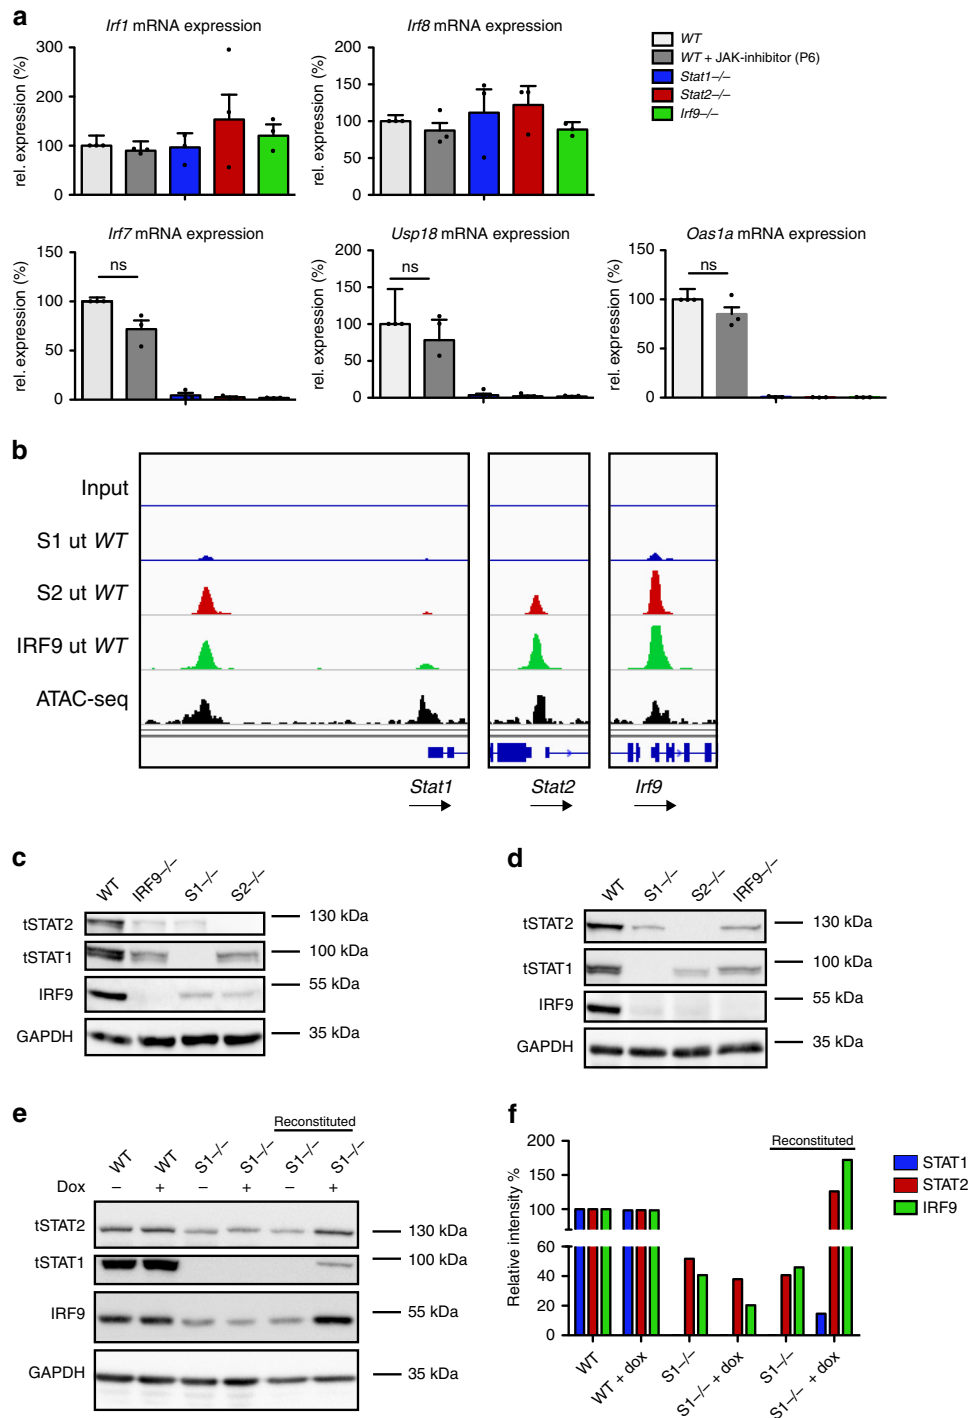 a
Irf1 mRNA expression
rel. expression (%)
300
200
100
0
Irf8 mRNA expression
rel. expression (%)
200
150
100
50
0
WT
WT + JAK-inhibitor (P6)
Stat1−/−
Stat2−/−
Irf9−/−
Irf7 mRNA expression
rel. expression (%)
150
100
50
0
ns
Usp18 mRNA expression
rel. expression (%)
200
150
100
50
0
ns
Oas1a mRNA expression
rel. expression (%)
150
100
50
0
ns
b
Input
S1 ut WT
S2 ut WT
IRF9 ut WT
ATAC-seq
Stat1
Stat2
Irf9
c
WT
IRF9−/−
S1−/−
S2−/−
tSTAT2
130 kDa
tSTAT1
100 kDa
IRF9
55 kDa
GAPDH
35 kDa
d
WT
S1−/−
S2−/−
IRF9−/−
tSTAT2
130 kDa
tSTAT1
100 kDa
IRF9
55 kDa
GAPDH
35 kDa
e
Reconstituted
WT
WT
S1−/−
S1−/−
S1−/−
S1−/−
Dox
− + − + − +
tSTAT2
130 kDa
tSTAT1
100 kDa
IRF9
55 kDa
GAPDH
35 kDa
f
Relative intensity %
200
150
100
60
40
20
0
Reconstituted
STAT1
STAT2
IRF9
WT
WT + dox
S1−/−
S1−/− + dox
S1−/−
S1−/− + dox